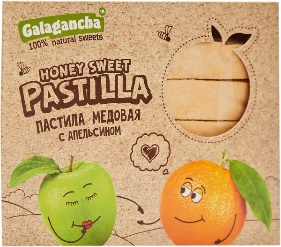 Galagancha
100% natural sweets
HONEY SWEET
PASTILLA
ПАСТИЛА МЕДОВАЯ
С АПЕЛЬСИНОМ